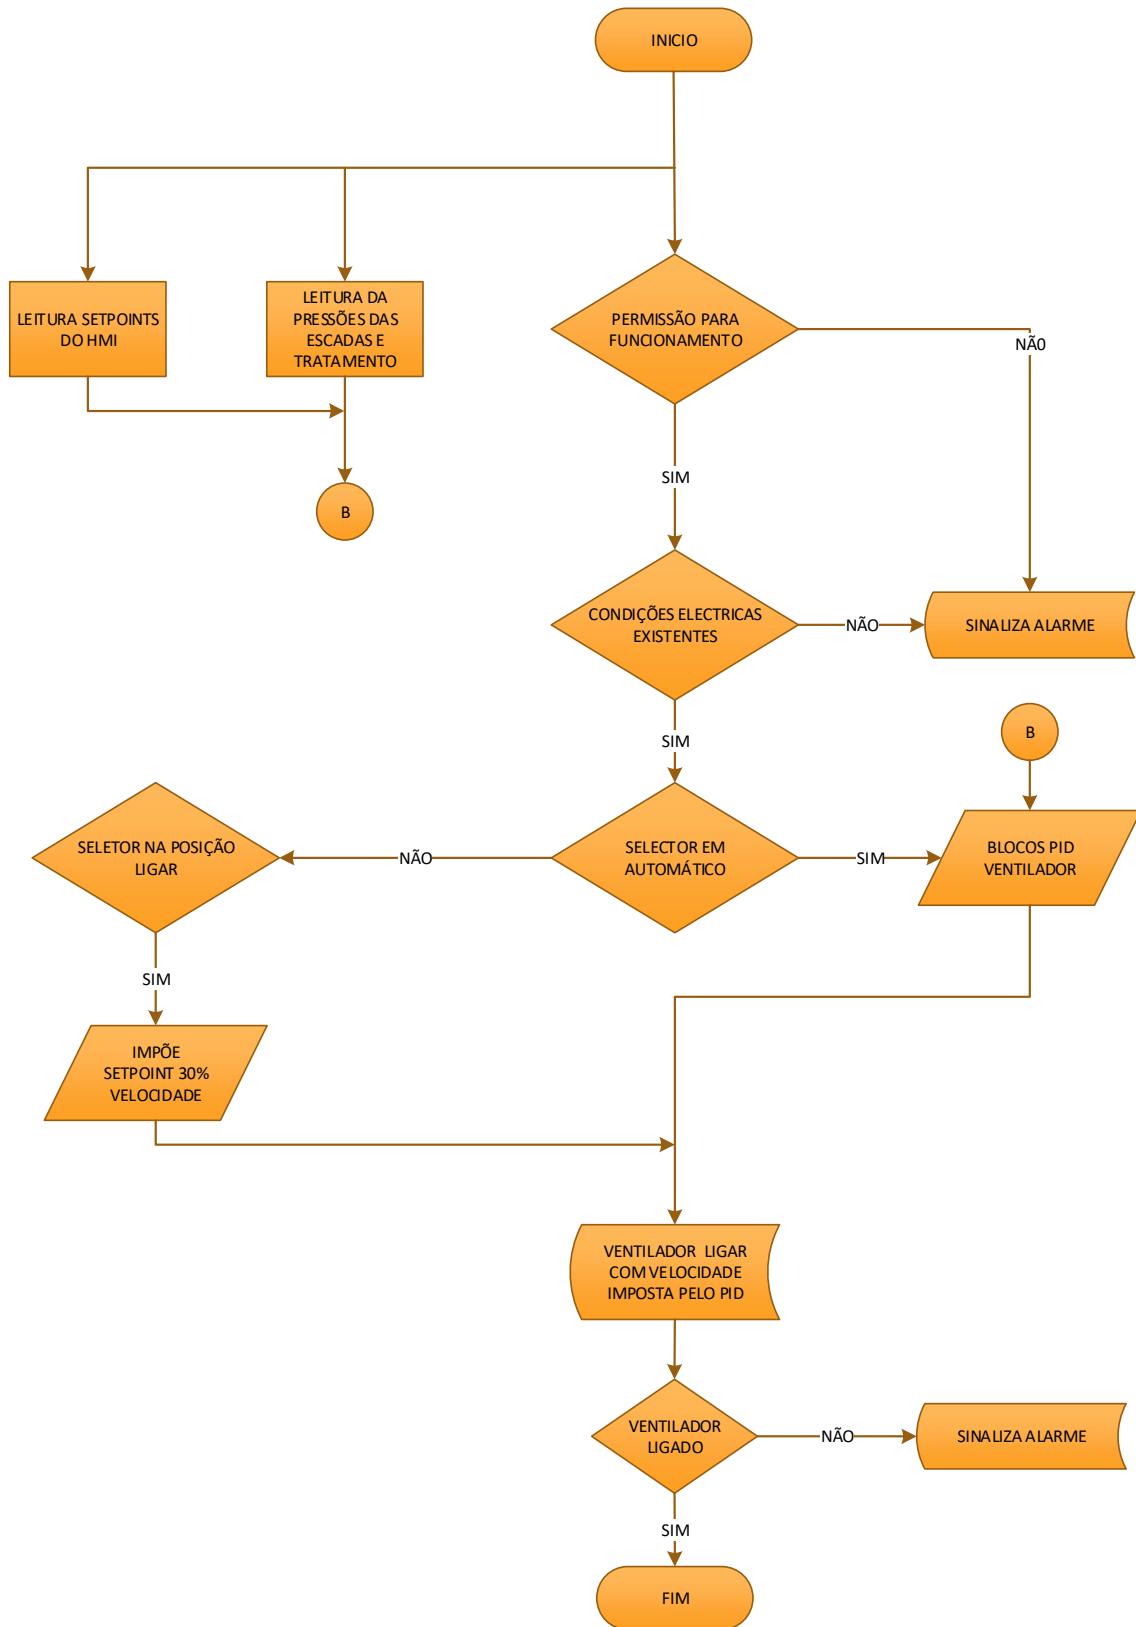 INICIO
LEITURA SETPOINTS
DO HMI
LEITURA DA
PRESSÕES DAS
ESCADAS E
TRATAMENTO
PERMISSÃO PARA
FUNCIONAMENTO
NÃ0
SIM
B
CONDIÇÕES ELECTRICAS
EXISTENTES
NÃO
SINALIZA ALARME
SIM
B
SELETOR NA POSIÇÃO
LIGAR
NÃO
SELECTOR EM
AUTOMÁTICO
SIM
BLOCOS PID
VENTILADOR
SIM
IMPÕE
SETPOINT 30%
VELOCIDADE
VENTILADOR LIGAR
COM VELOCIDADE
IMPOSTA PELO PID
VENTILADOR
LIGADO
NÃO
SINALIZA ALARME
SIM
FIM